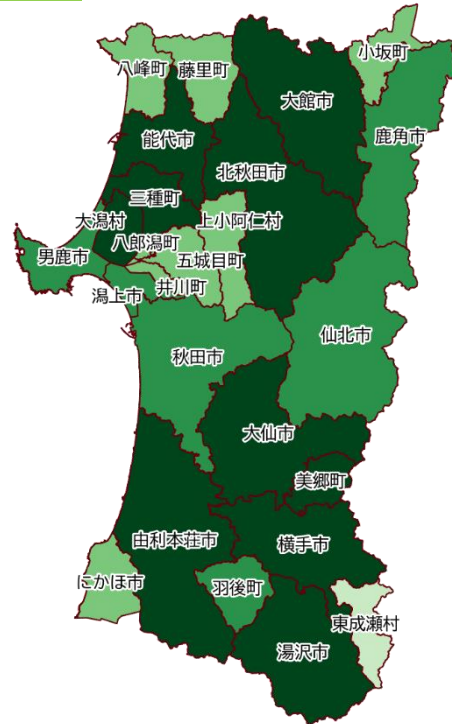 小坂町
八峰町
藤里町
大館市
鹿角市
能代市
北秋田市
三種町
大潟村
上小阿仁村
八郎潟町
男鹿市
五城目町
井川町
潟上市
仙北市
秋田市
大仙市
美郷町
由利本荘市
横手市
にかほ市
羽後町
東成瀬村
湯沢市